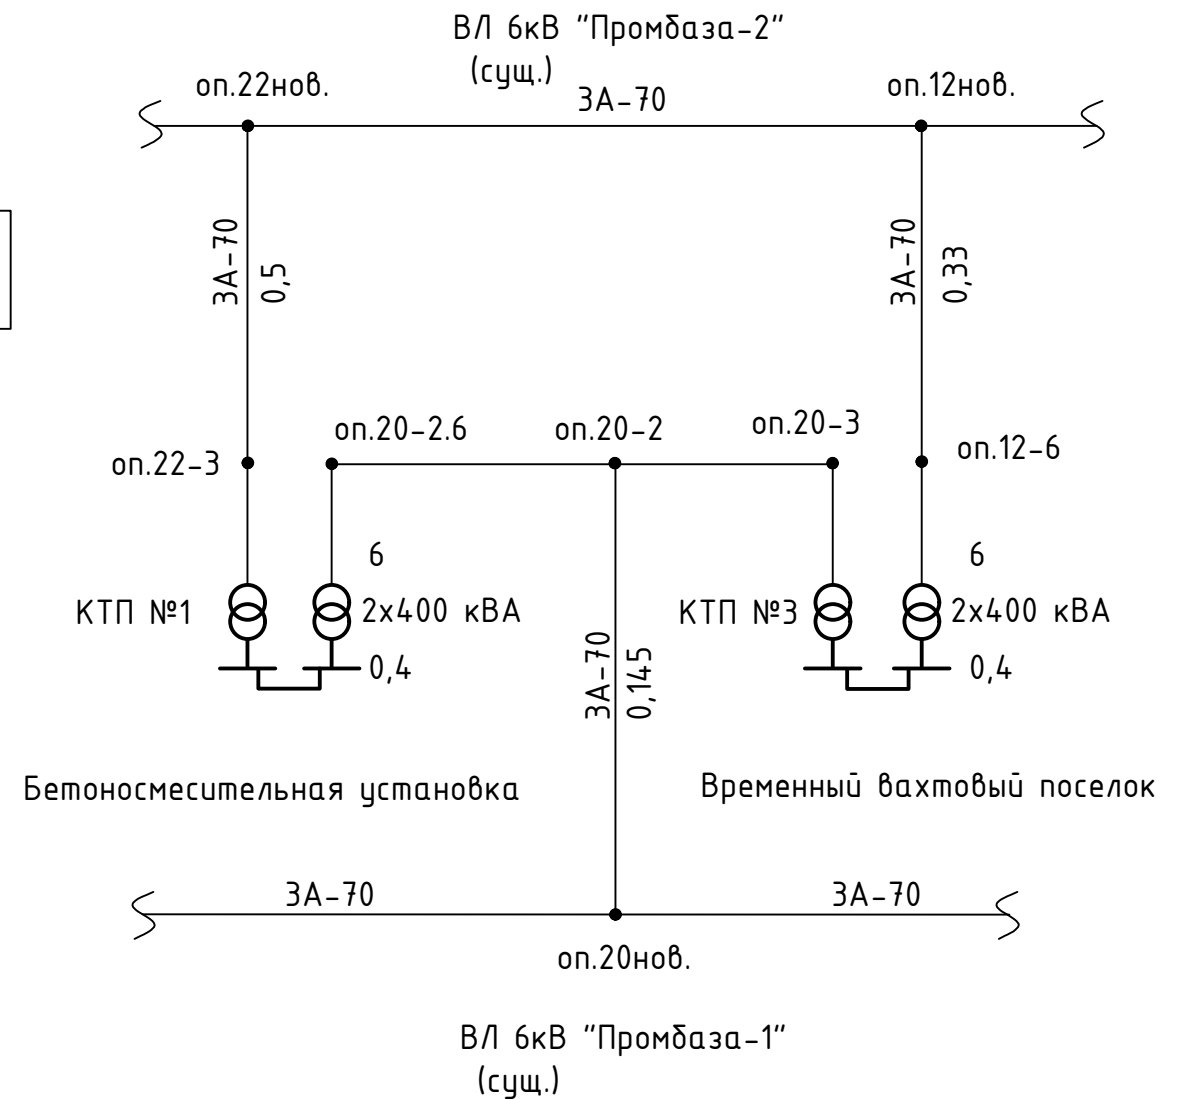 ВЛ 6кВ "Промбаза-2"
(сущ.)
оп.22нов.
3А-70
оп.12нов.
3А-70
0,5
3А-70
0,33
оп.22-3
оп.20-2.6
оп.20-2
оп.20-3
оп.12-6
6
6
КТП №1
2x400 кВА
КТП №3
2x400 кВА
0,4
0,4
3А-70
0,145
Бетоносмесительная установка
Временный вахтовый поселок
3А-70
3А-70
оп.20нов.
ВЛ 6кВ "Промбаза-1"
(сущ.)